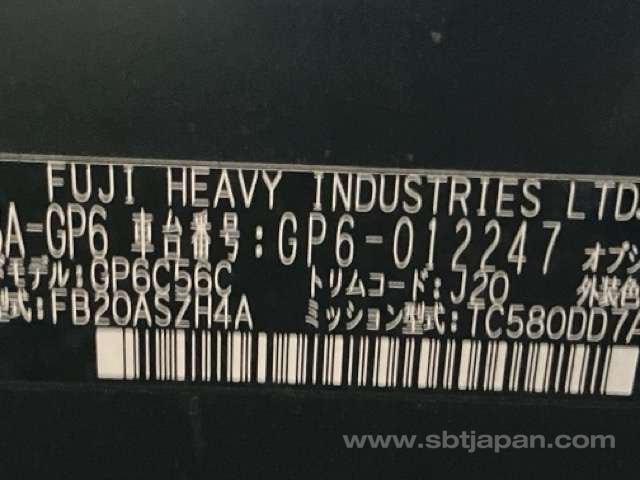 FUJI HEAVY INDUSTRIES LTD
A-GP6 車台番号:GP6-012247 オプシ
モデル:GP6C56C トリムコード:J20 外装色
型式:FB20ASZH4A ミッション型式:TC580DD7A
www.sbtjapan.com